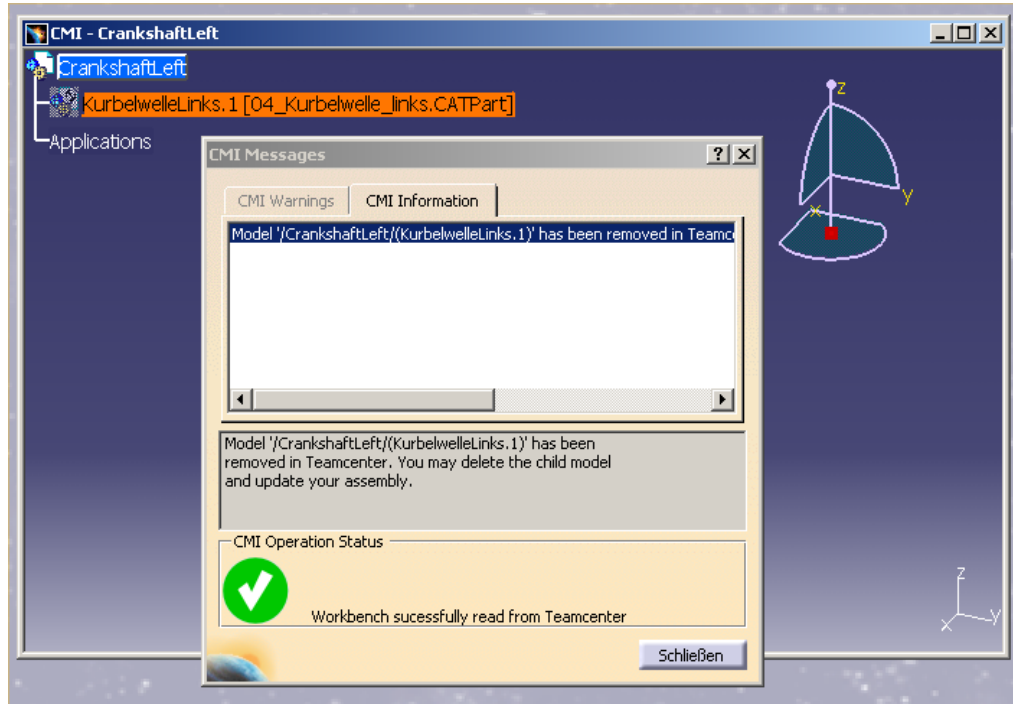 CMI - CrankshaftLeft
CrankshaftLeft
KurbelwelleLinks.1 [04_Kurbelwelle_links.CATPart]
Applications
z
y
x
CMI Messages
CMI Warnings
CMI Information
Model '/CrankshaftLeft/(KurbelwelleLinks.1)' has been removed in Teamc
Model '/CrankshaftLeft/(KurbelwelleLinks.1)' has been
removed in Teamcenter. You may delete the child model
and update your assembly.
CMI Operation Status
Workbench sucessfully read from Teamcenter
Schließen
z
y
x